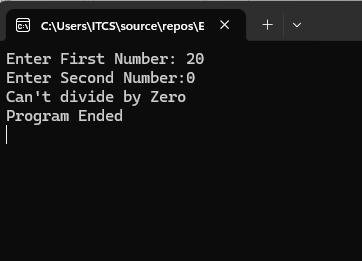 C:\Users\ITCS\source\repos\E
Enter First Number: 20
Enter Second Number:0
Can't divide by Zero
Program Ended